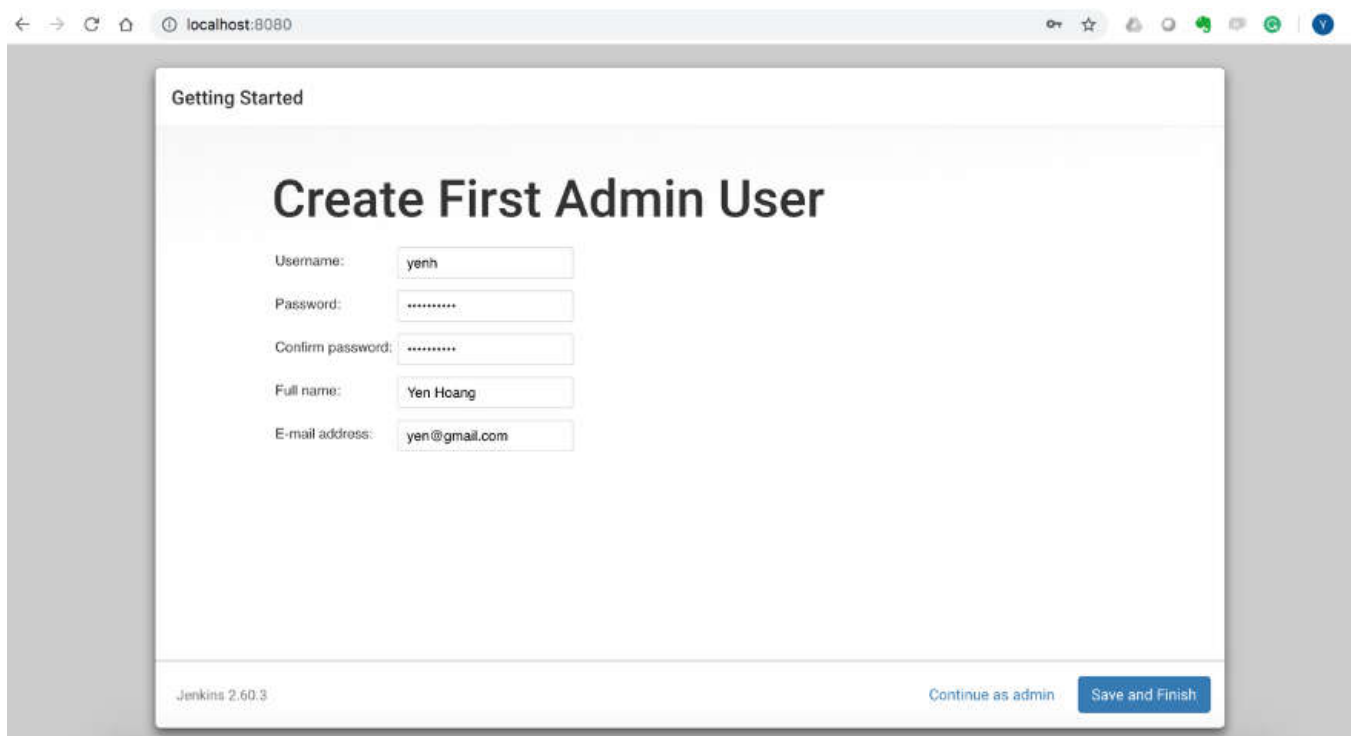 localhost:8080
Y
Getting Started
Create First Admin User
Username: yenh
Password: ••••••••••
Confirm password: ••••••••••
Full name: Yen Hoang
E-mail address: yen@gmail.com
Jenkins 2.60.3 Continue as admin Save and Finish